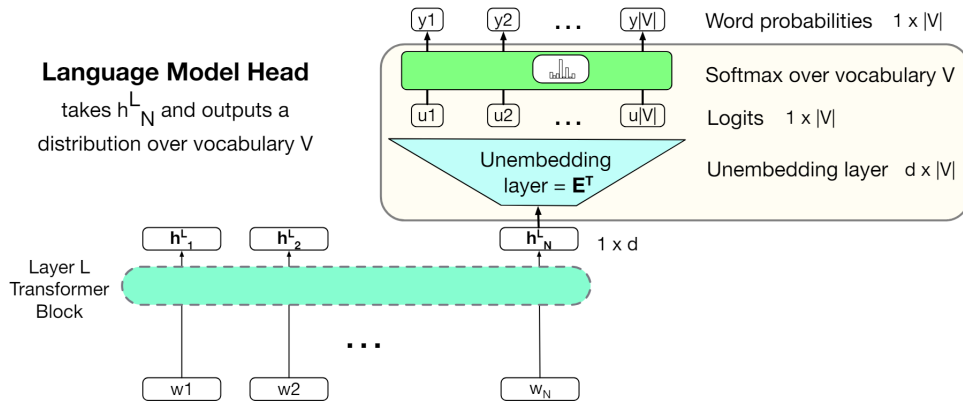 y1 y2 ... y|V| Word probabilities 1 x |V|
Language Model Head
takes h^L_N and outputs a
distribution over vocabulary V
Softmax over vocabulary V
u1 u2 ... u|V| Logits 1 x |V|
Unembedding
layer = E^T
Unembedding layer d x |V|
h^L_1 h^L_2 h^L_N 1 x d
Layer L
Transformer
Block
...
w1 w2 w_N